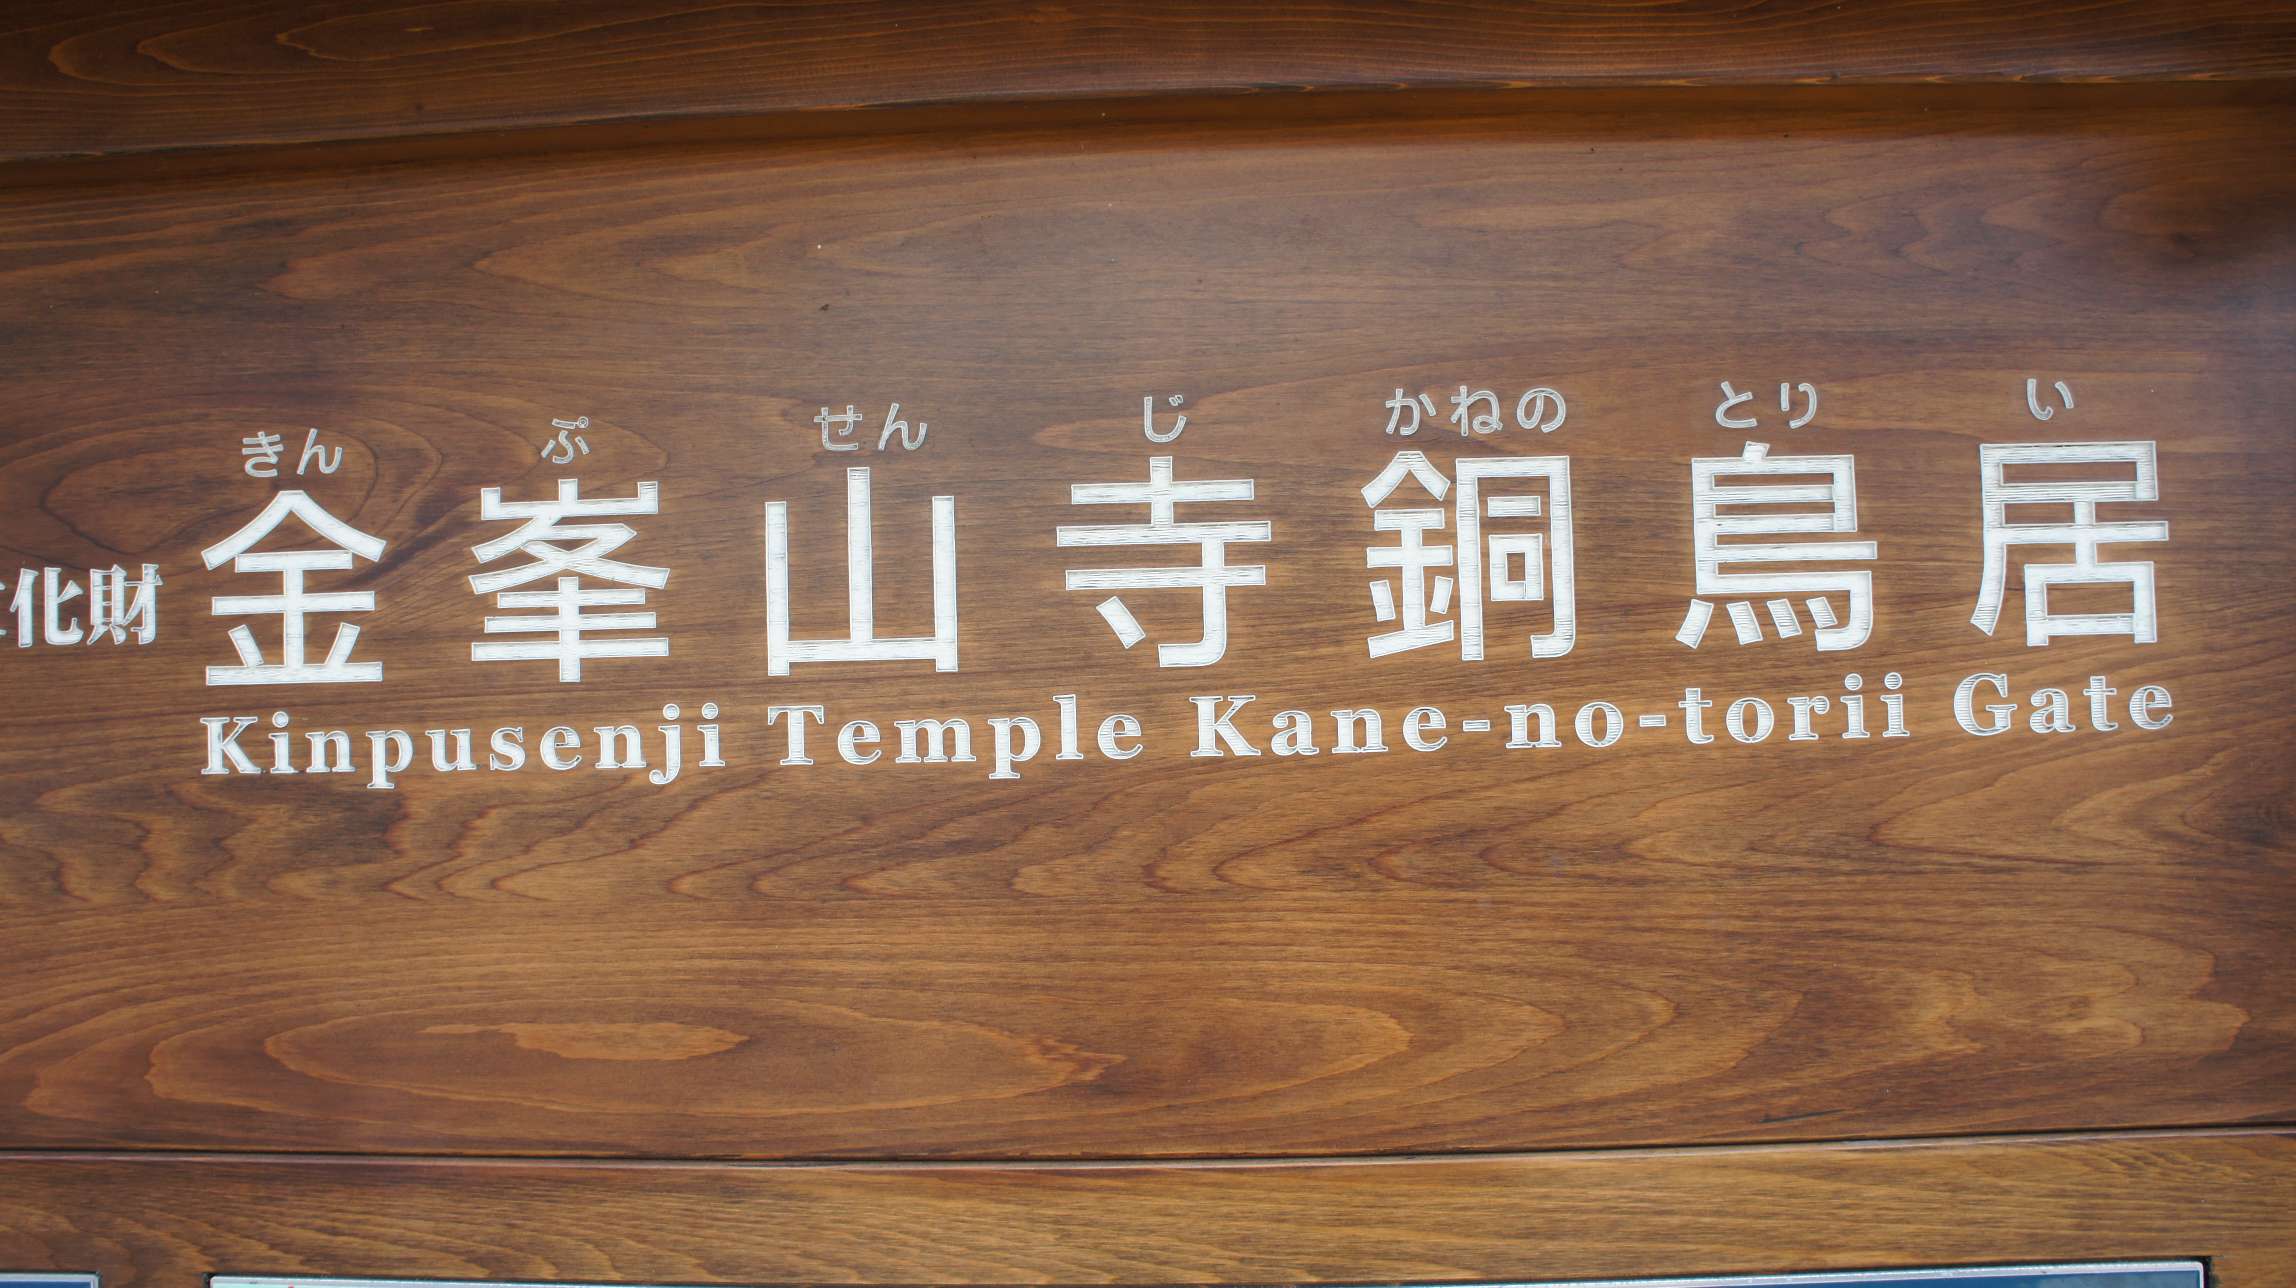 きん ぷ せん じ かねの とり い
化財 金峯山寺銅鳥居
Kinpusenji Temple Kane-no-torii Gate